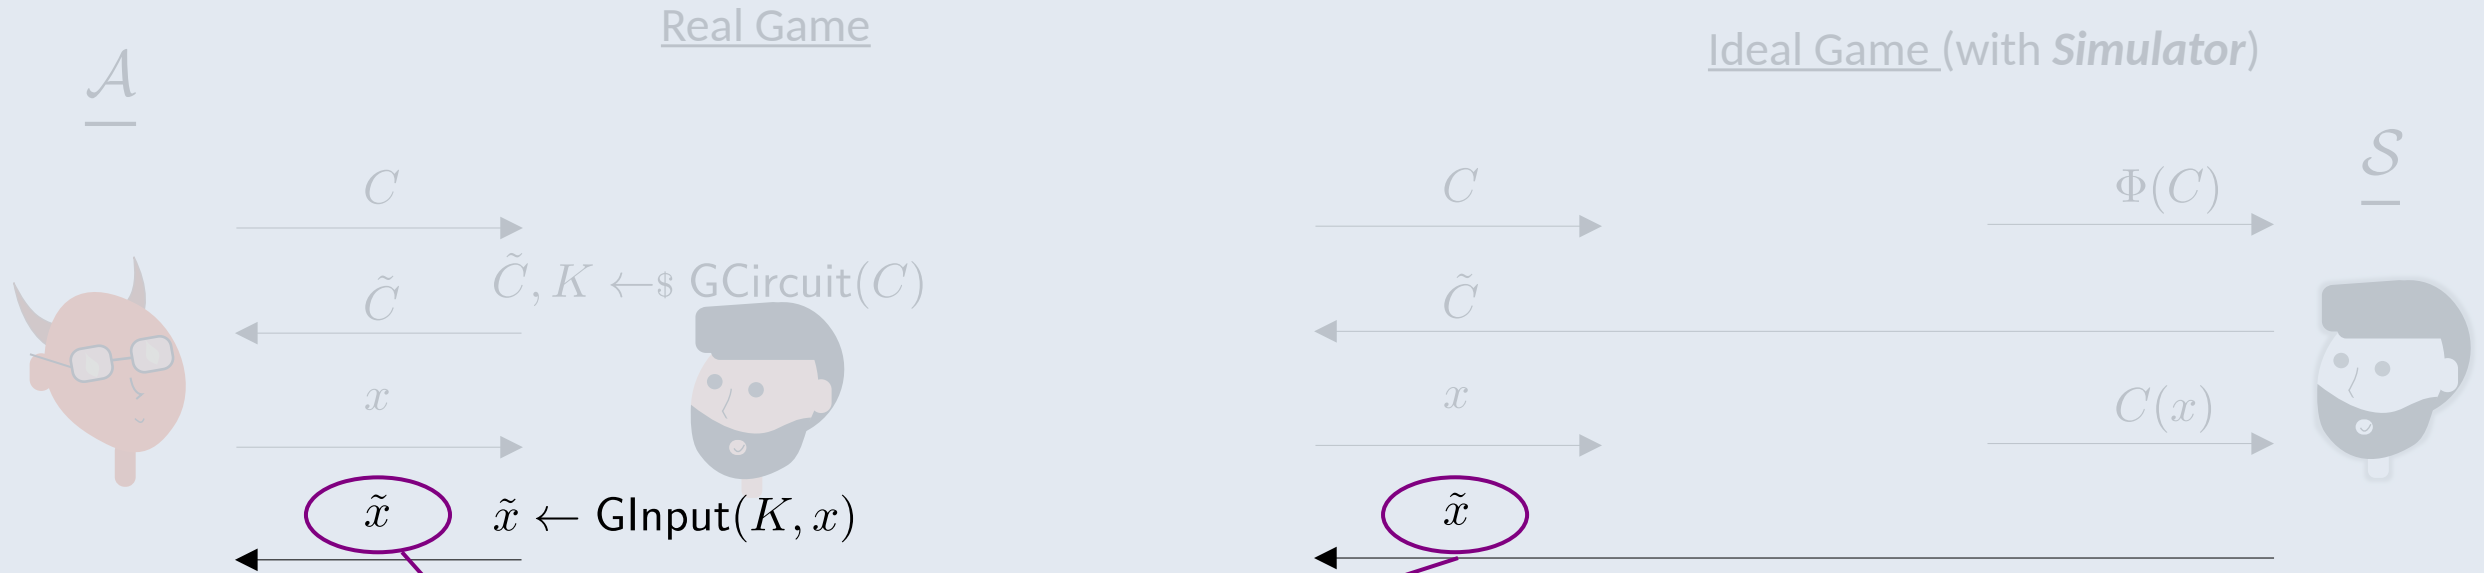 Real Game
Ideal Game (with Simulator)
𝒜
𝒮
C
C
Φ(C)
C̃
C̃, K ←$ GCircuit(C)
C̃
x
x
C(x)
x̃
x̃ ← GInput(K, x)
x̃